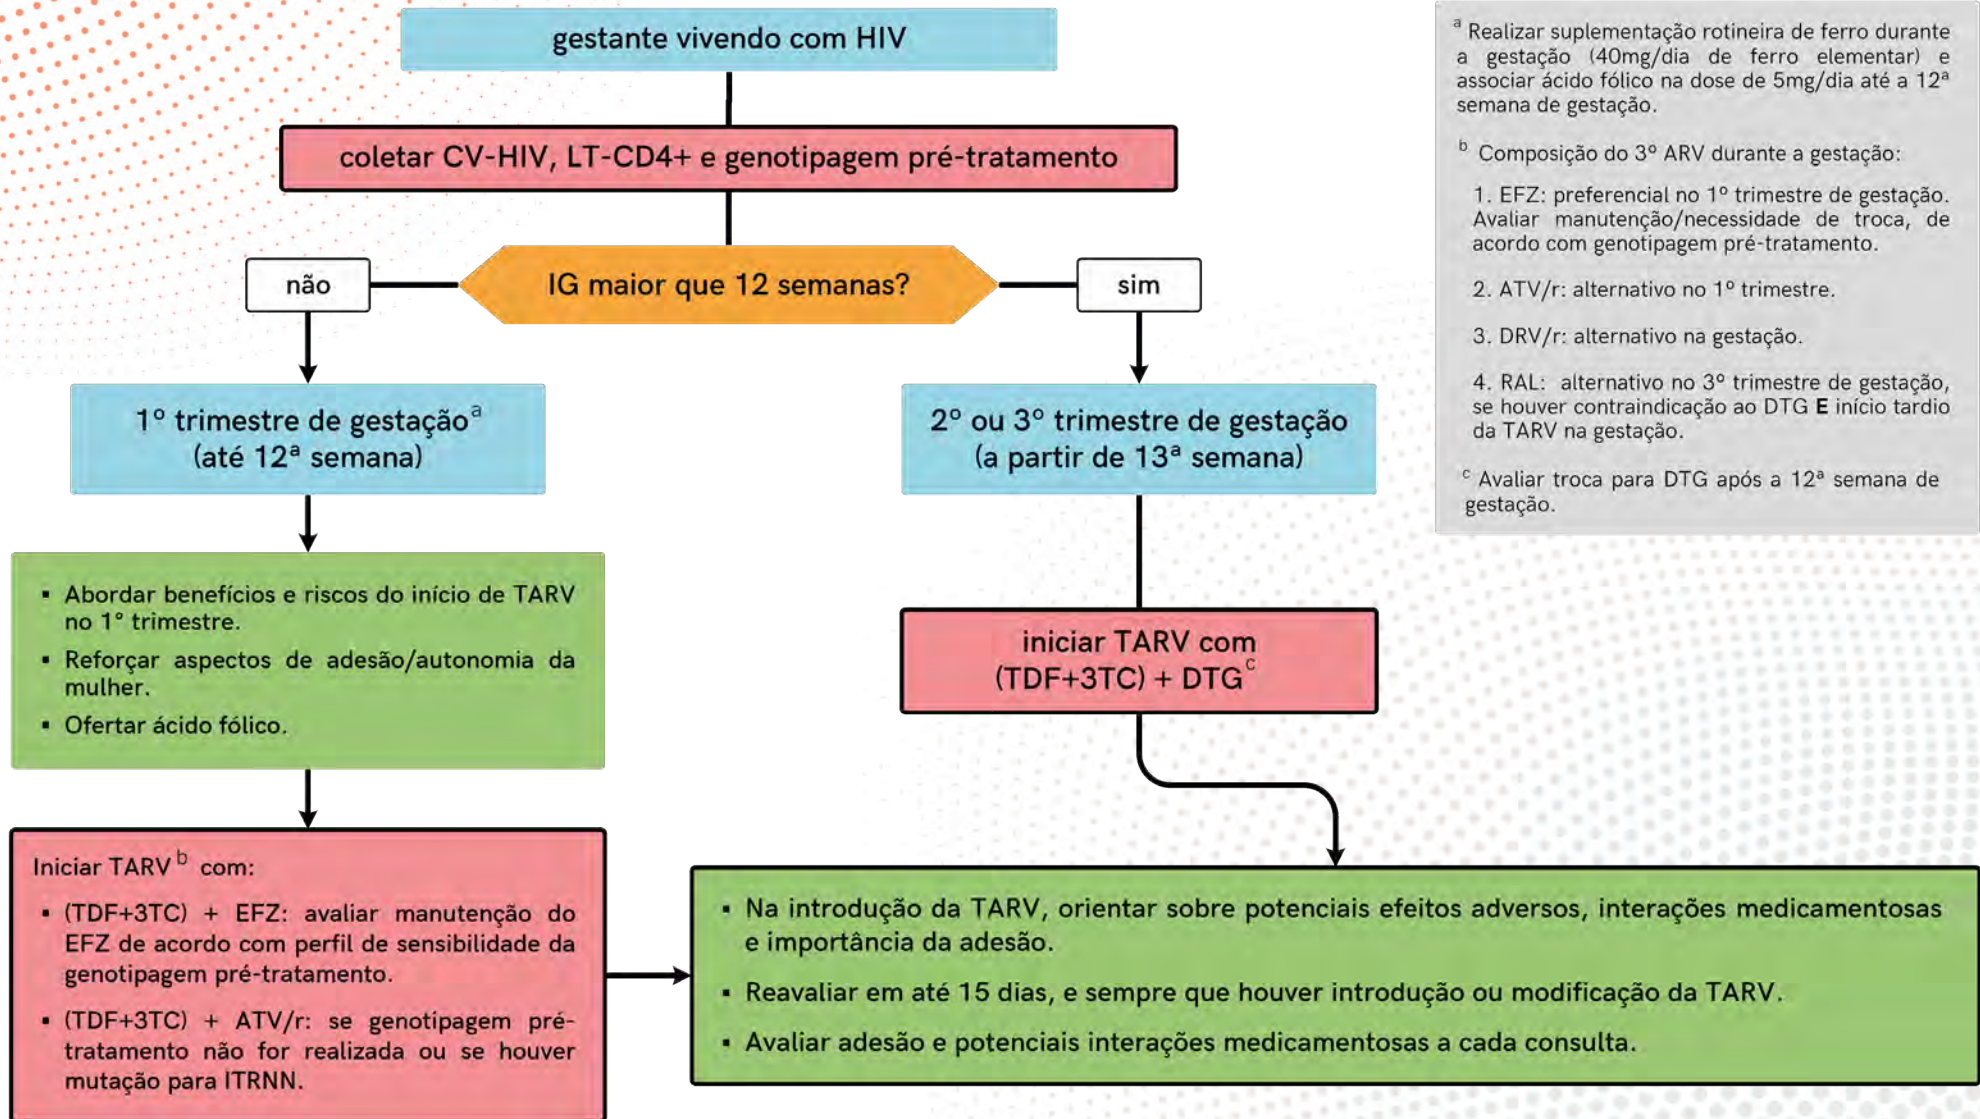 gestante vivendo com HIV
coletar CV-HIV, LT-CD4+ e genotipagem pré-tratamento
IG maior que 12 semanas?
não
sim
1º trimestre de gestação a
(até 12ª semana)
2º ou 3º trimestre de gestação
(a partir de 13ª semana)
▪ Abordar benefícios e riscos do início de TARV
no 1° trimestre.
▪ Reforçar aspectos de adesão/autonomia da
mulher.
▪ Ofertar ácido fólico.
iniciar TARV com
(TDF+3TC) + DTG c
Iniciar TARV b com:
▪ (TDF+3TC) + EFZ: avaliar manutenção do
EFZ de acordo com perfil de sensibilidade da
genotipagem pré-tratamento.
▪ (TDF+3TC) + ATV/r: se genotipagem pré-
tratamento não for realizada ou se houver
mutação para ITRNN.
▪ Na introdução da TARV, orientar sobre potenciais efeitos adversos, interações medicamentosas
e importância da adesão.
▪ Reavaliar em até 15 dias, e sempre que houver introdução ou modificação da TARV.
▪ Avaliar adesão e potenciais interações medicamentosas a cada consulta.
a Realizar suplementação rotineira de ferro durante
a gestação (40mg/dia de ferro elementar) e
associar ácido fólico na dose de 5mg/dia até a 12ª
semana de gestação.
b Composição do 3º ARV durante a gestação:
1. EFZ: preferencial no 1º trimestre de gestação.
Avaliar manutenção/necessidade de troca, de
acordo com genotipagem pré-tratamento.
2. ATV/r: alternativo no 1º trimestre.
3. DRV/r: alternativo na gestação.
4. RAL: alternativo no 3º trimestre de gestação,
se houver contraindicação ao DTG E início tardio
da TARV na gestação.
c Avaliar troca para DTG após a 12ª semana de
gestação.